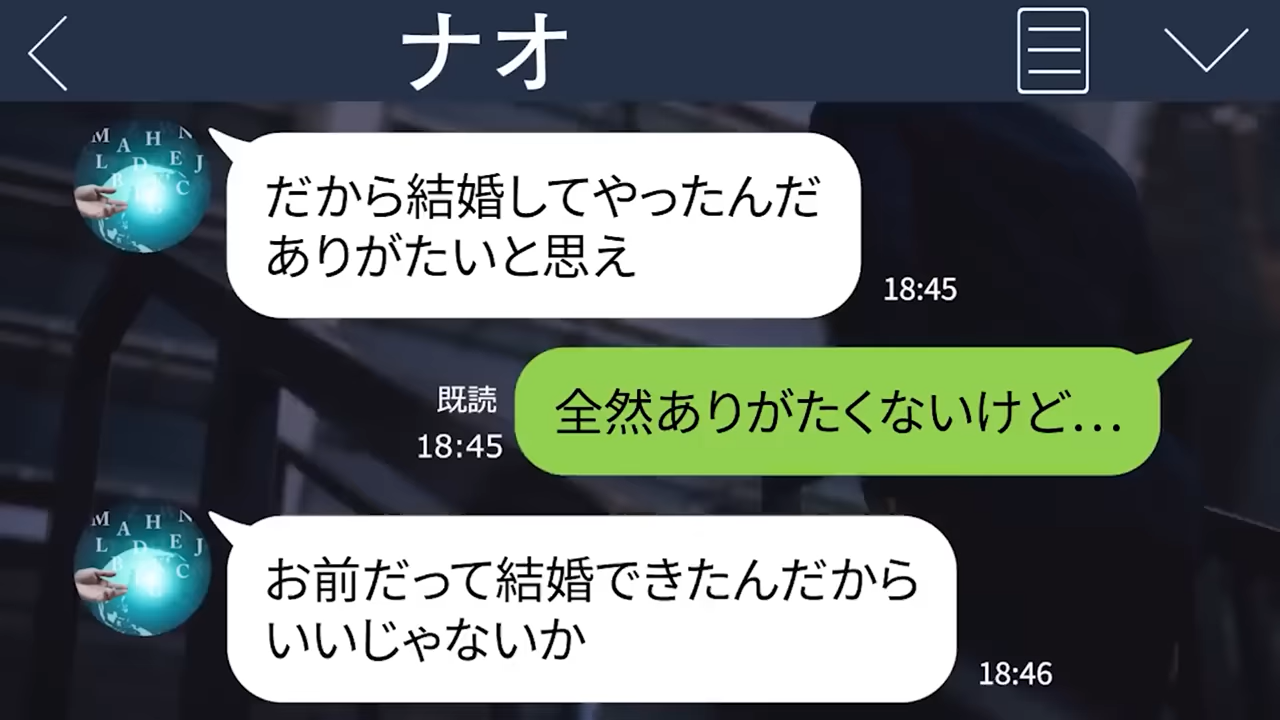 ナオ
だから結婚してやったんだ
ありがたいと思え
18:45
全然ありがたくないけど…
既読
18:45
お前だって結婚できたんだから
いいじゃないか
18:46
M A H N
L D E J
B C
M A H N
L D E J
B C